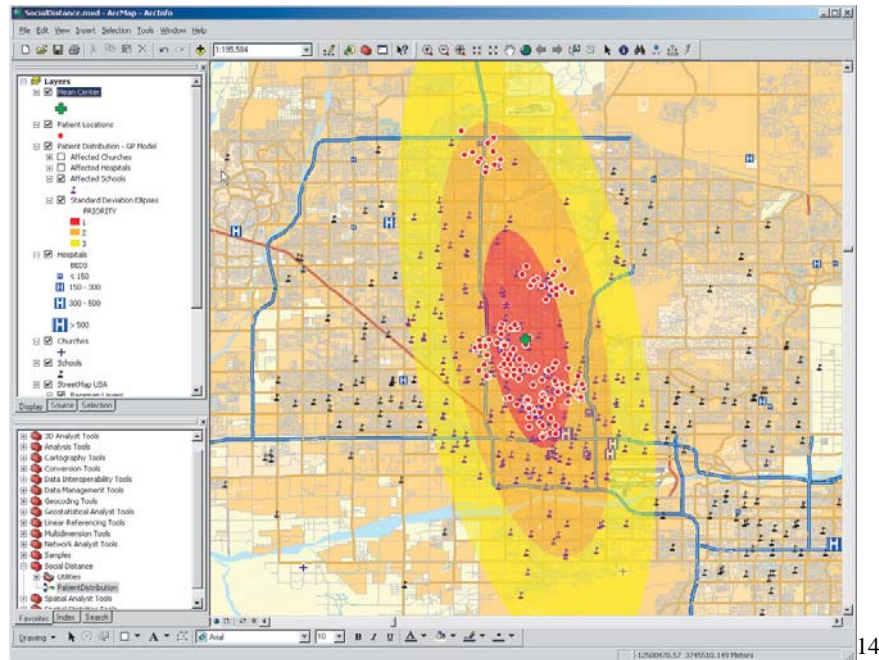 SocialDistance.mxd - ArcMap - ArcInfo
File Edit View Insert Selection Tools Window Help
1:195,584
Layers
Mean Center
Patient Locations
Patient Distribution - GP Model
Affected Churches
Affected Hospitals
Affected Schools
Standard Deviation Ellipses
PRIORITY
1
2
3
Hospitals
BEDS
≤ 150
150 - 300
300 - 500
> 500
Churches
Schools
StreetMap USA
Display Source Selection
3D Analyst Tools
Analysis Tools
Cartography Tools
Conversion Tools
Data Interoperability Tools
Data Management Tools
Geocoding Tools
Geostatistical Analyst Tools
Linear Referencing Tools
Multidimension Tools
Network Analyst Tools
Samples
Social Distance
Utilities
PatientDistribution
Spatial Analyst Tools
Spatial Statistics Tools
Favorites Index Search
Drawing
A
Arial
10
B I U A
-12500470.57 3745510.149 Meters
14